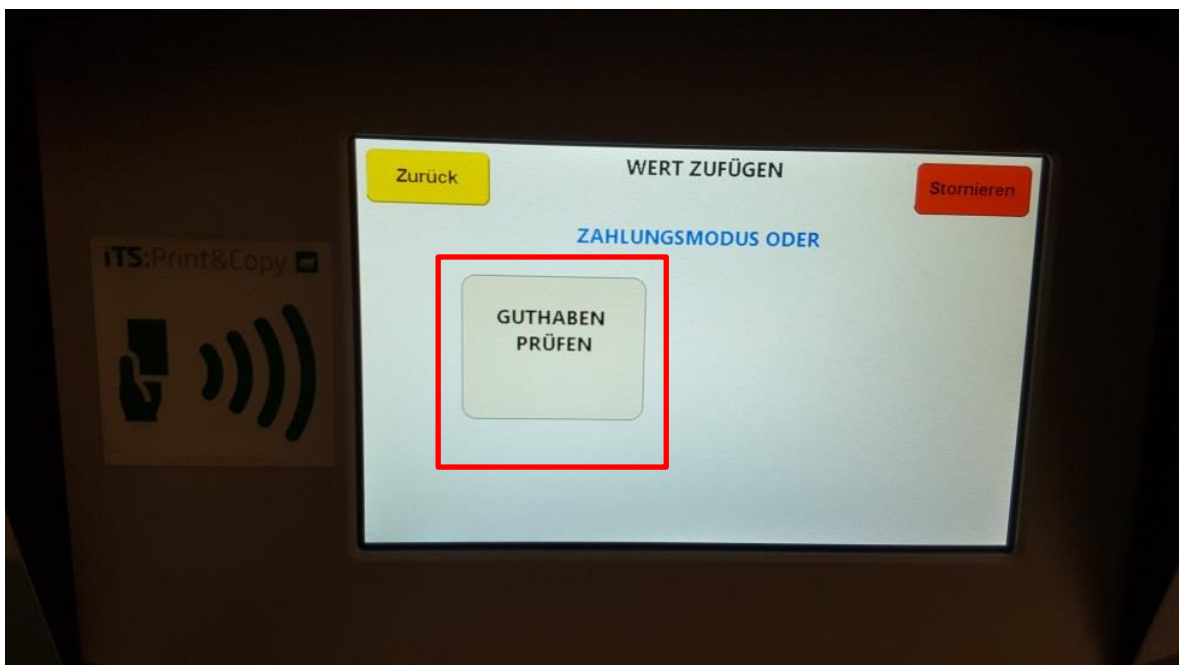 Zurück
WERT ZUFÜGEN
Stornieren
ZAHLUNGSMODUS ODER
iTS:Print&Copy
GUTHABEN
PRÜFEN